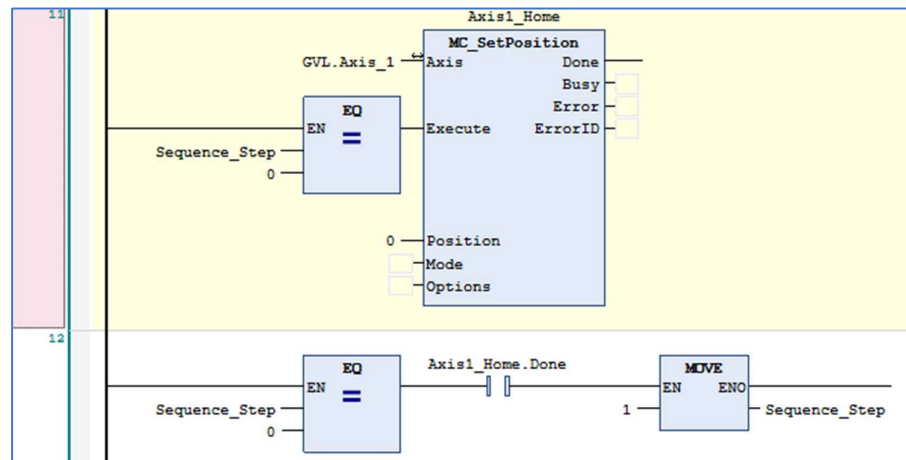 11
Axis1_Home
MC_SetPosition
GVL.Axis_1 Axis Done
Busy
EQ Error
EN Execute ErrorID
=
Sequence_Step
0
0 Position
Mode
Options
12
EQ Axis1_Home.Done MOVE
EN EN ENO
=
Sequence_Step 1 Sequence_Step
0